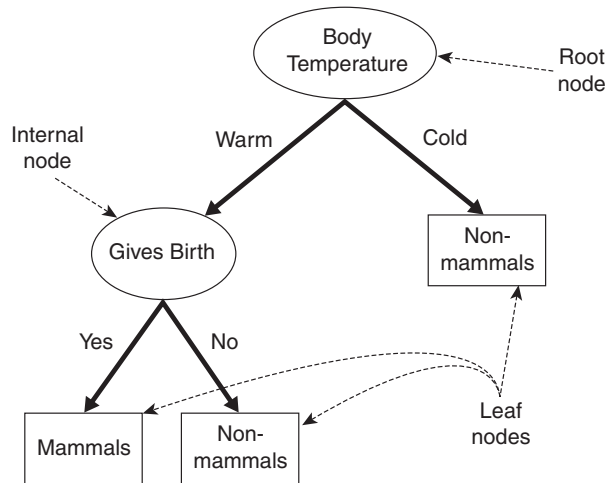 Body
Temperature
Root
node
Warm
Cold
Internal
node
Gives Birth
Non-
mammals
Yes
No
Mammals
Non-
mammals
Leaf
nodes